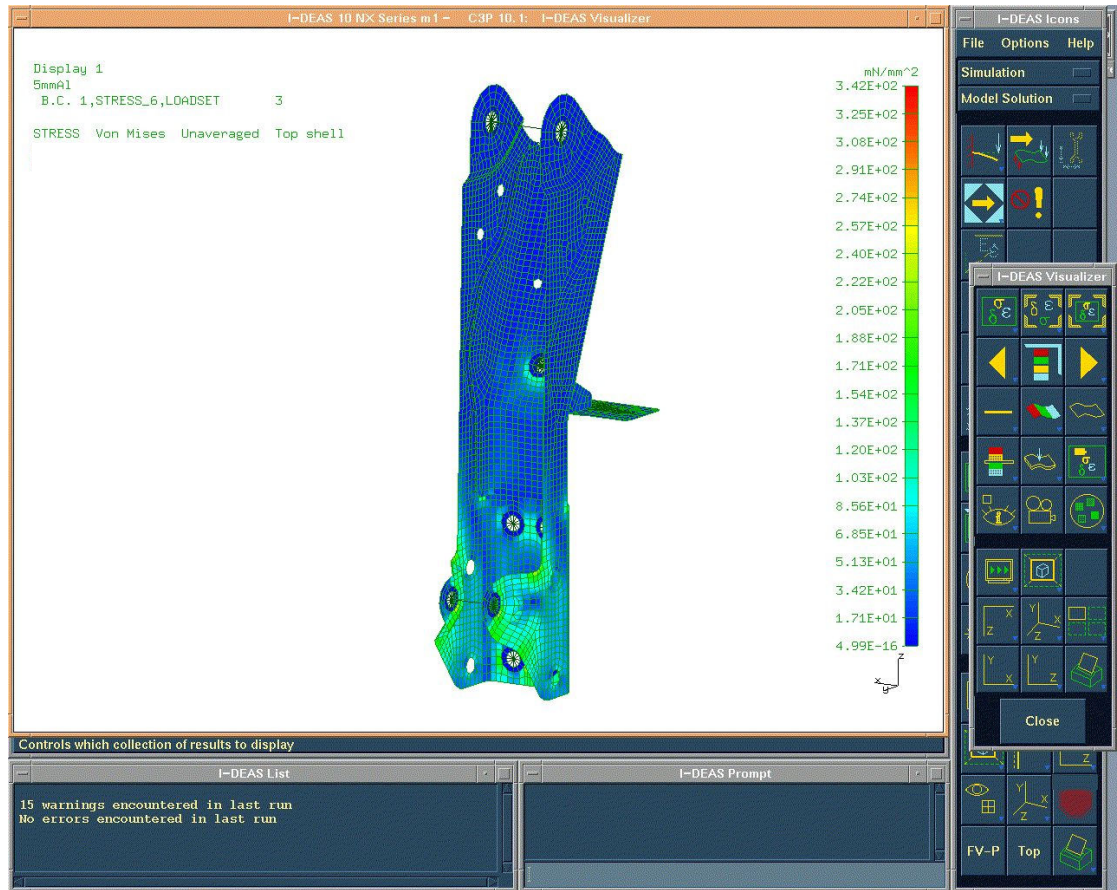 I-DEAS 10 NX Series m1 - C3P 10.1: I-DEAS Visualizer
Display 1
5mmAl
B.C. 1,STRESS_6,LOADSET 3
STRESS Von Mises Unaveraged Top shell
mN/mm^2
3.42E+02
3.25E+02
3.08E+02
2.91E+02
2.74E+02
2.57E+02
2.40E+02
2.22E+02
2.05E+02
1.88E+02
1.71E+02
1.54E+02
1.37E+02
1.20E+02
1.03E+02
8.56E+01
6.85E+01
5.13E+01
3.42E+01
1.71E+01
4.99E-16
z
x
y
Controls which collection of results to display
I-DEAS List
15 warnings encountered in last run
No errors encountered in last run
I-DEAS Prompt
I-DEAS Icons
File Options Help
Simulation
Model Solution
I-DEAS Visualizer
σ δ ε
δ ε σ
σ δ ε
σ ε
i
X Z
Y X Z
Y X
Y Z
Close
Z
Y X Z
FV-P Top